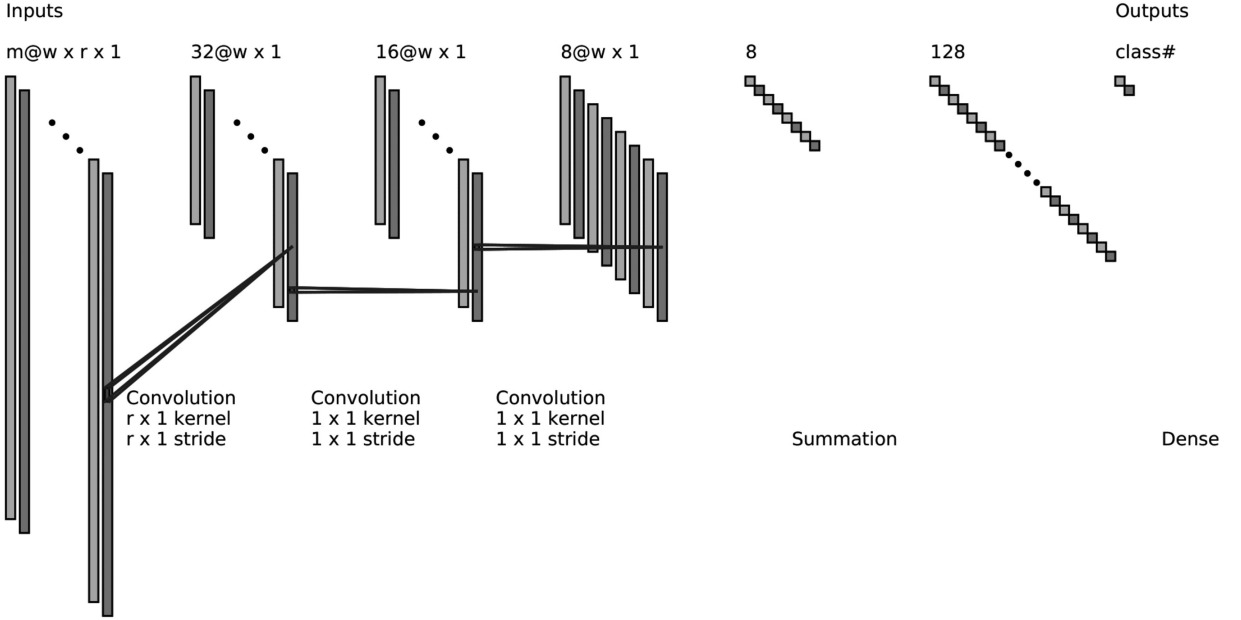 Inputs
Outputs
m@w x r x 1
32@w x 1
16@w x 1
8@w x 1
8
128
class#
Convolution
r x 1 kernel
r x 1 stride
Convolution
1 x 1 kernel
1 x 1 stride
Convolution
1 x 1 kernel
1 x 1 stride
Summation
Dense